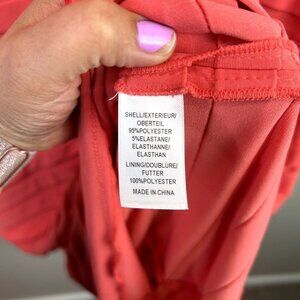 SHELL/EXTERIEUR/
OBERTEIL
95%POLYESTER
5%ELASTANE/
ELASTHANNE/
ELASTHAN
LINING/DOUBLURE/
FUTTER
100%POLYESTER
MADE IN CHINA